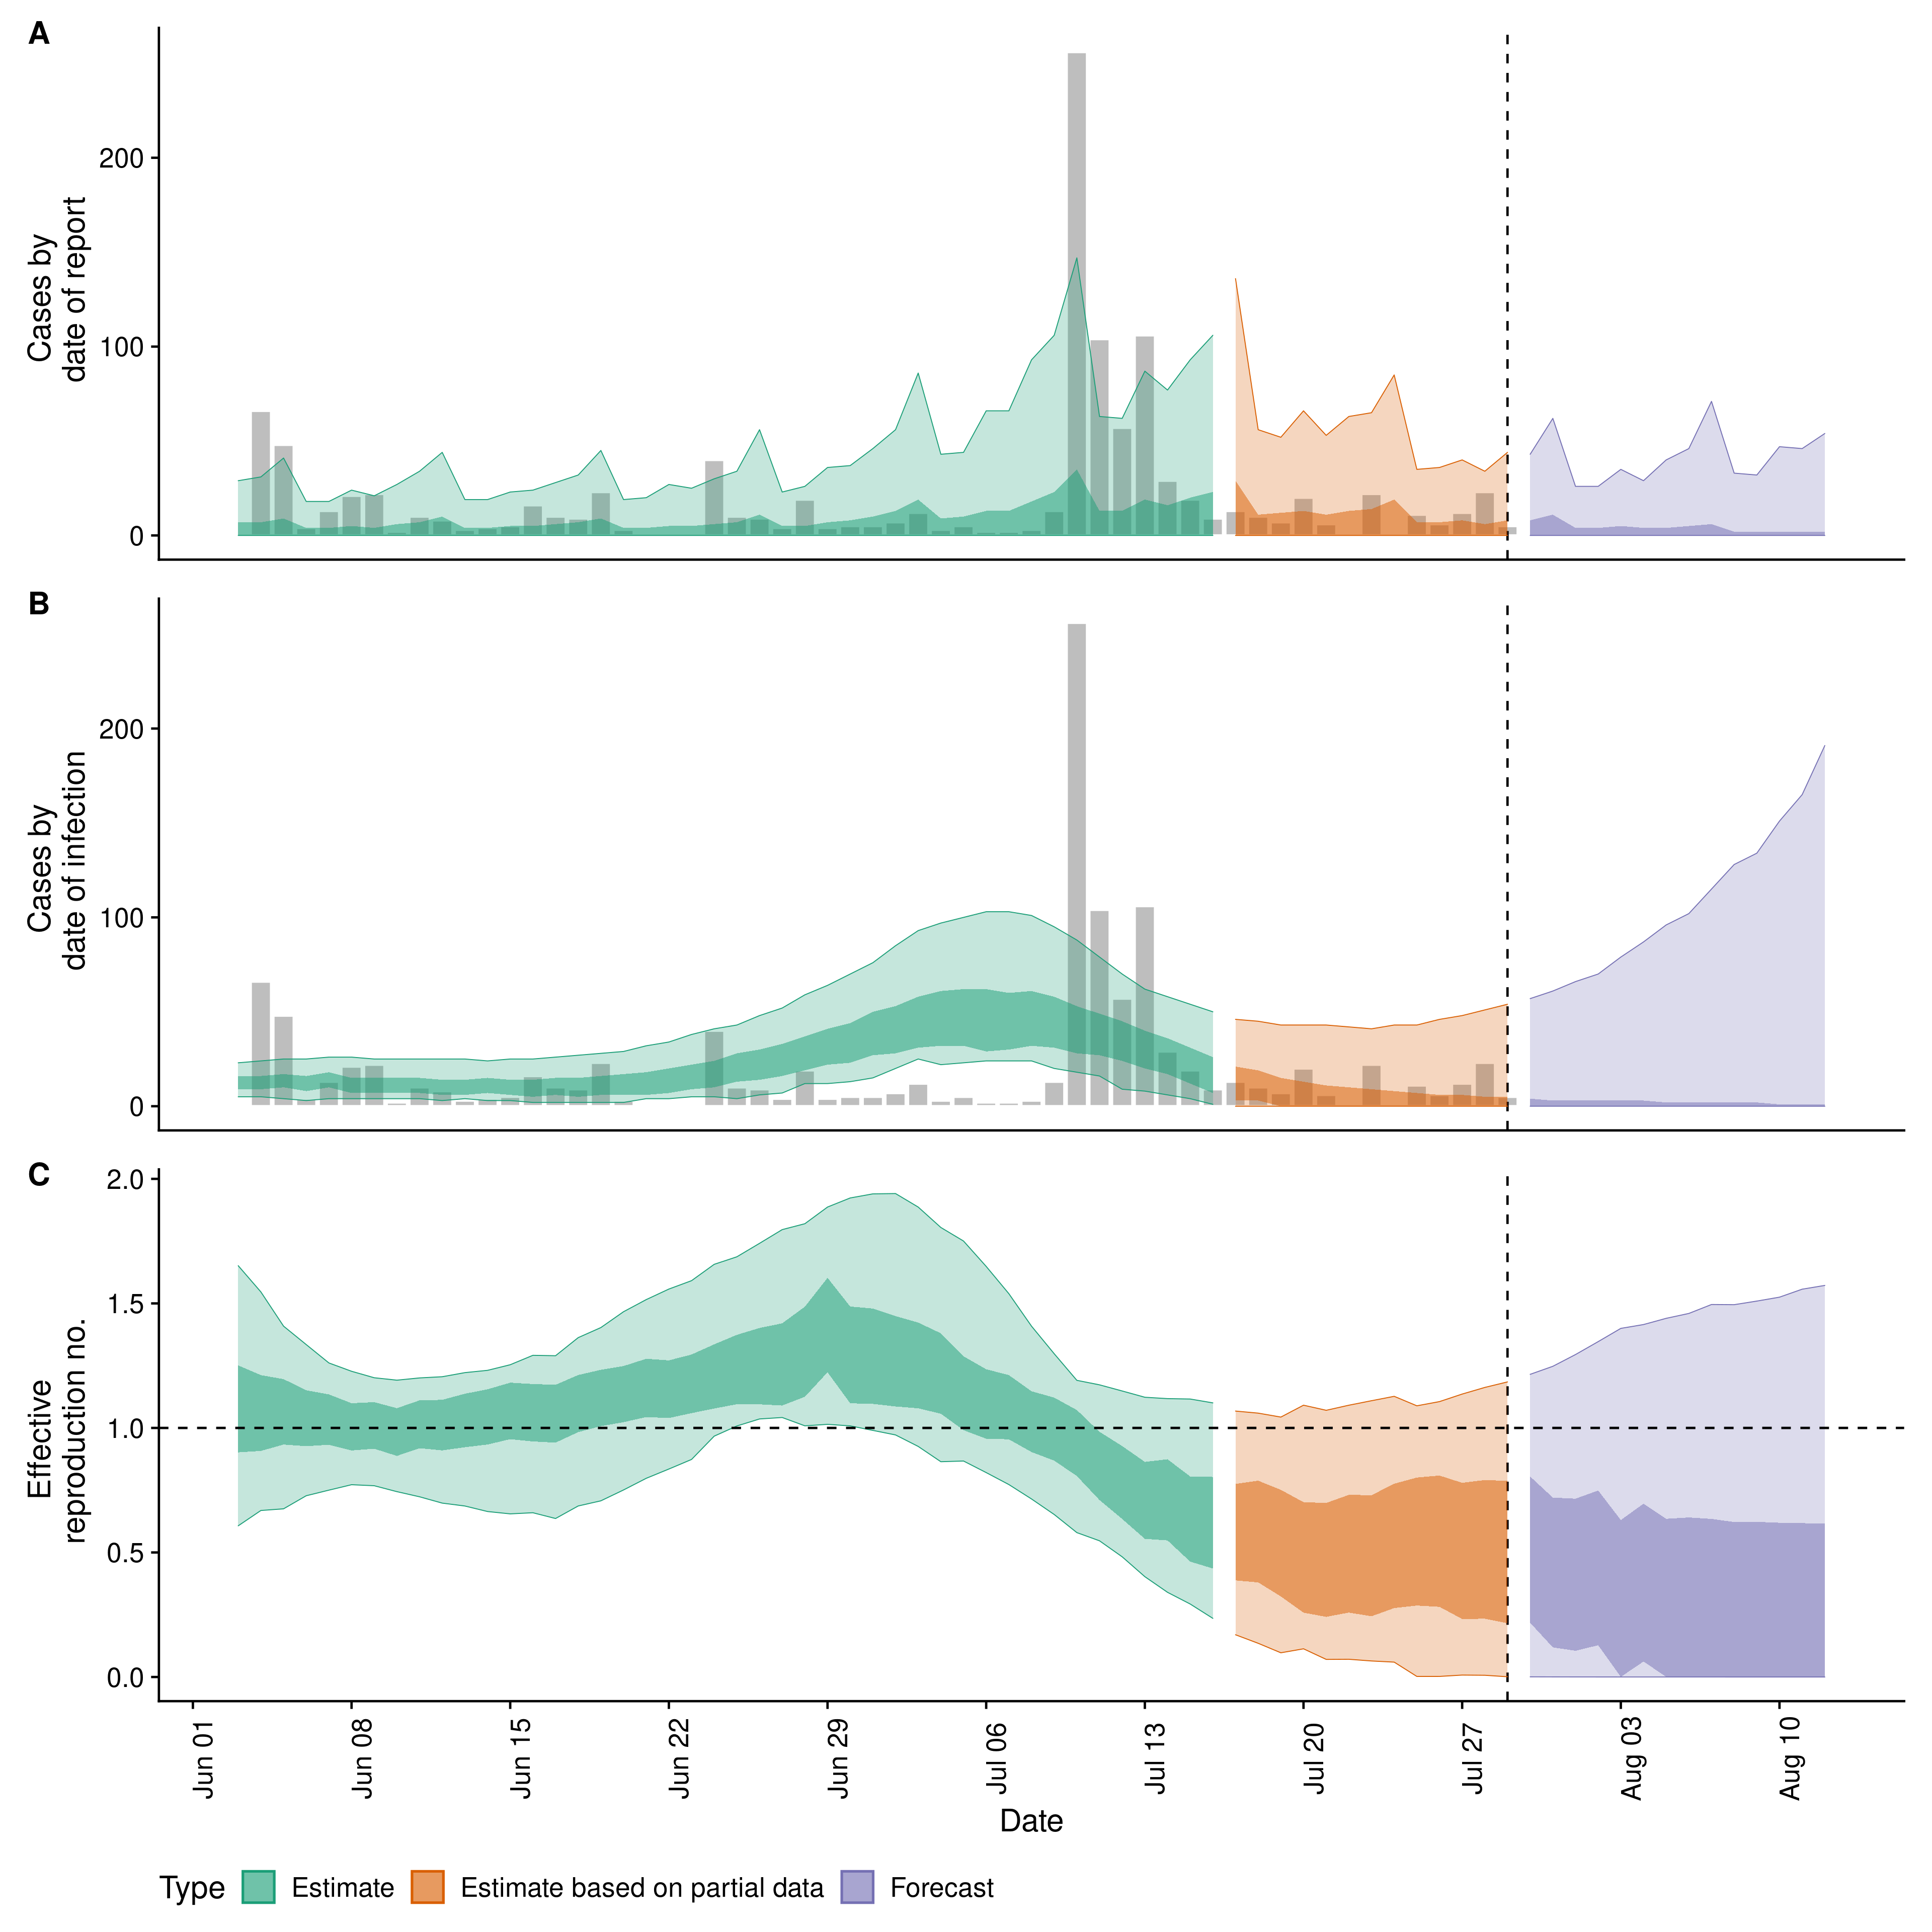 A
200
100
0
Cases by
date of report
B
200
100
0
Cases by
date of infection
C
2.0
1.5
1.0
0.5
0.0
Effective
reproduction no.
Jun 01
Jun 08
Jun 15
Jun 22
Jun 29
Jul 06
Jul 13
Jul 20
Jul 27
Aug 03
Aug 10
Date
Type Estimate Estimate based on partial data Forecast